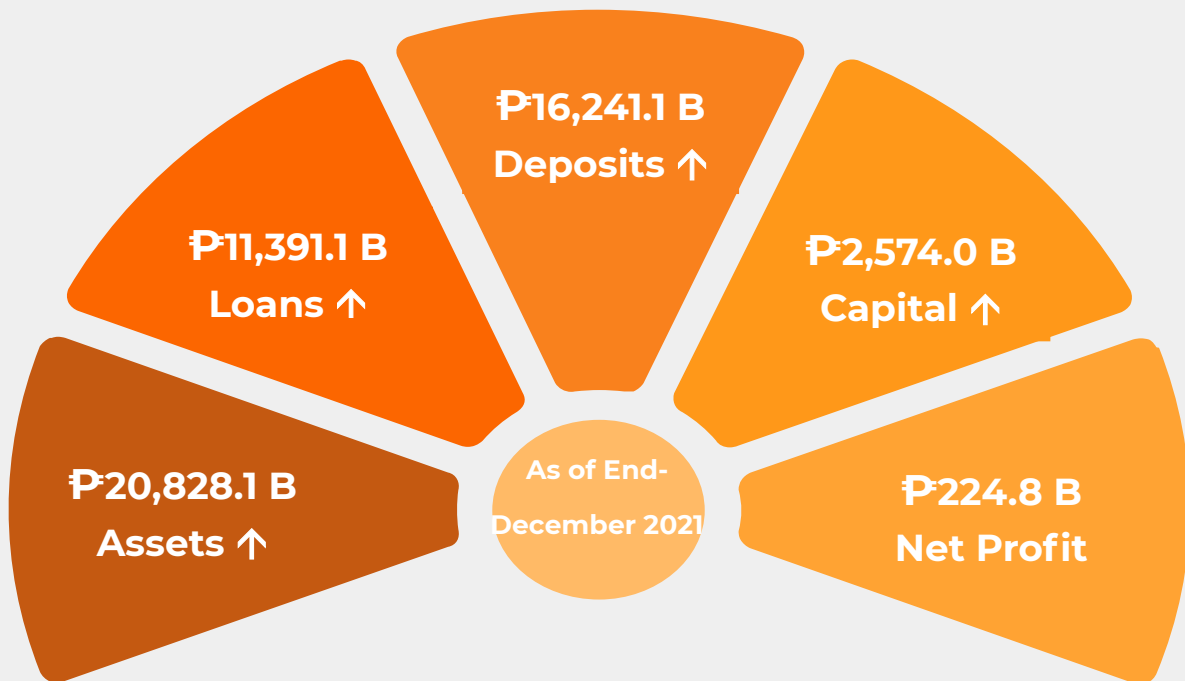 ₱16,241.1 B
Deposits ↑
₱11,391.1 B
Loans ↑
₱2,574.0 B
Capital ↑
₱20,828.1 B
Assets ↑
As of End-
December 2021
₱224.8 B
Net Profit